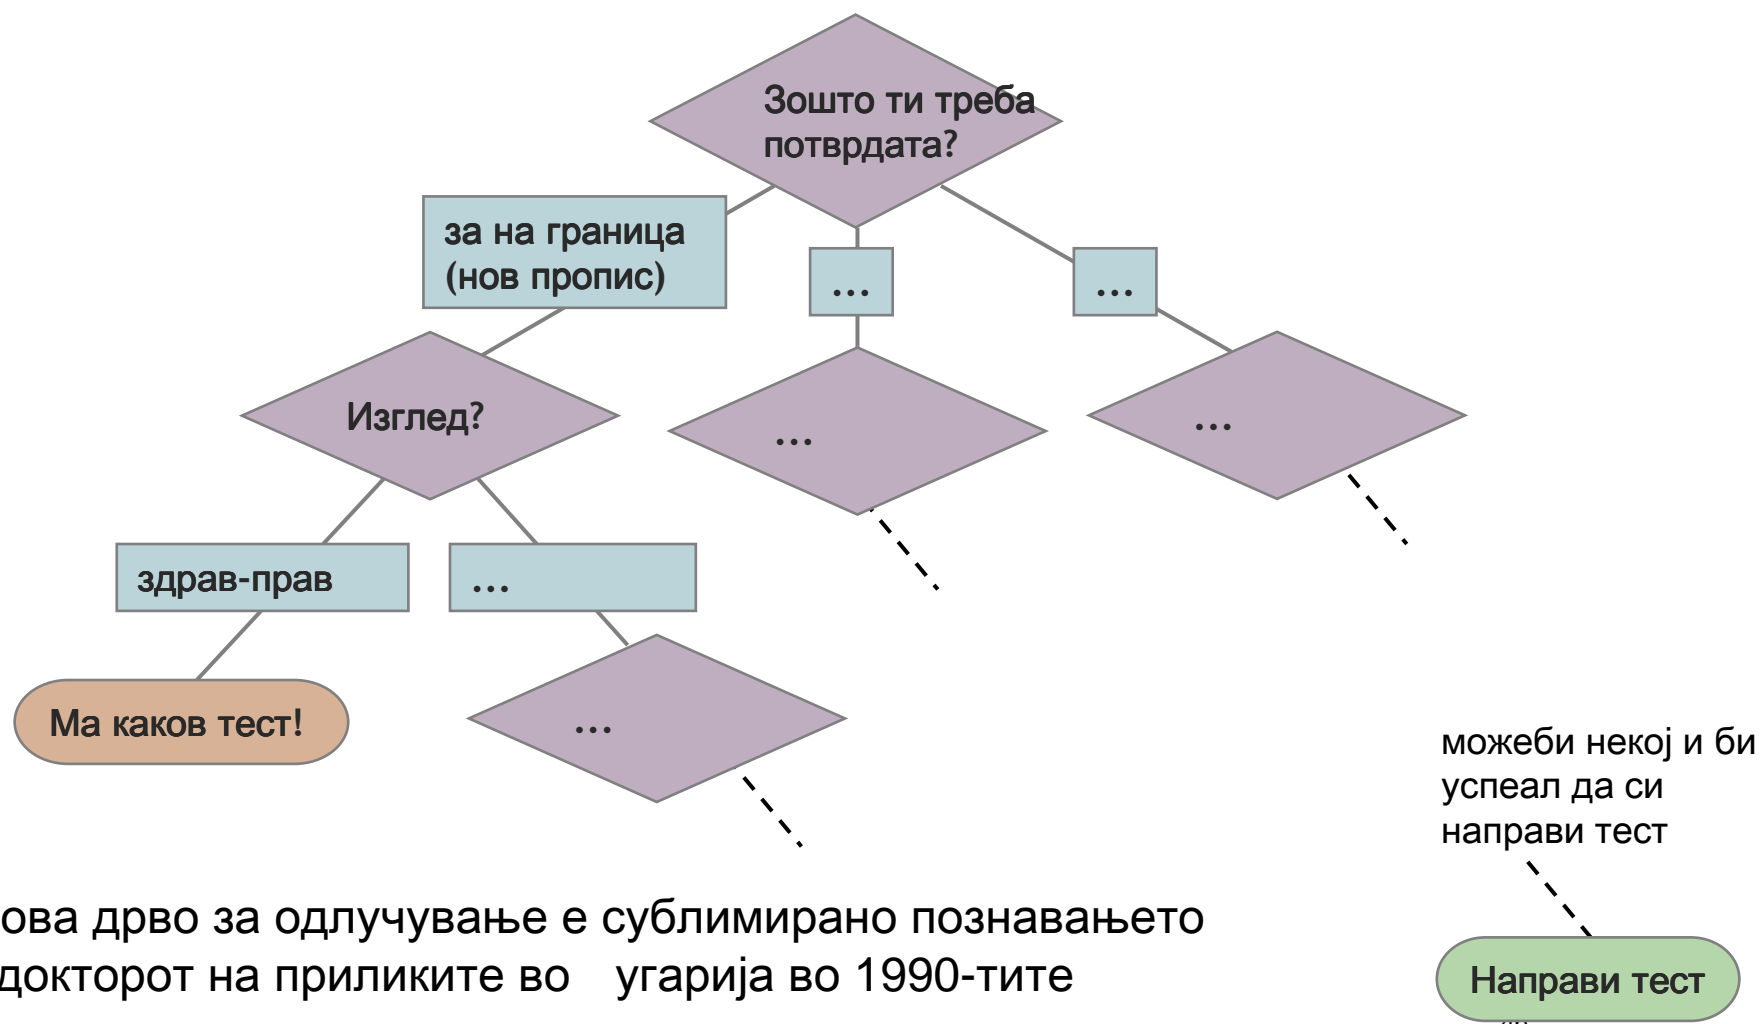 Зошто ти треба
потврдата?
за на граница
(нов пропис)
...
...
Изглед?
...
...
здрав-прав
...
Ма каков тест!
...
можеби некој и би
успеал да си
направи тест
ова дрво за одлучување е сублимирано познавањето
докторот на приликите во угарија во 1990-тите
Направи тест